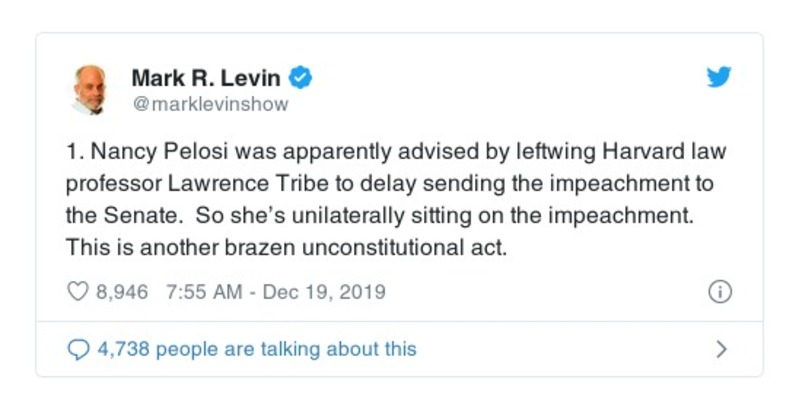 Mark R. Levin
@marklevinshow
1. Nancy Pelosi was apparently advised by leftwing Harvard law
professor Lawrence Tribe to delay sending the impeachment to
the Senate.  So she's unilaterally sitting on the impeachment.
This is another brazen unconstitutional act.
8,946 7:55 AM - Dec 19, 2019
4,738 people are talking about this